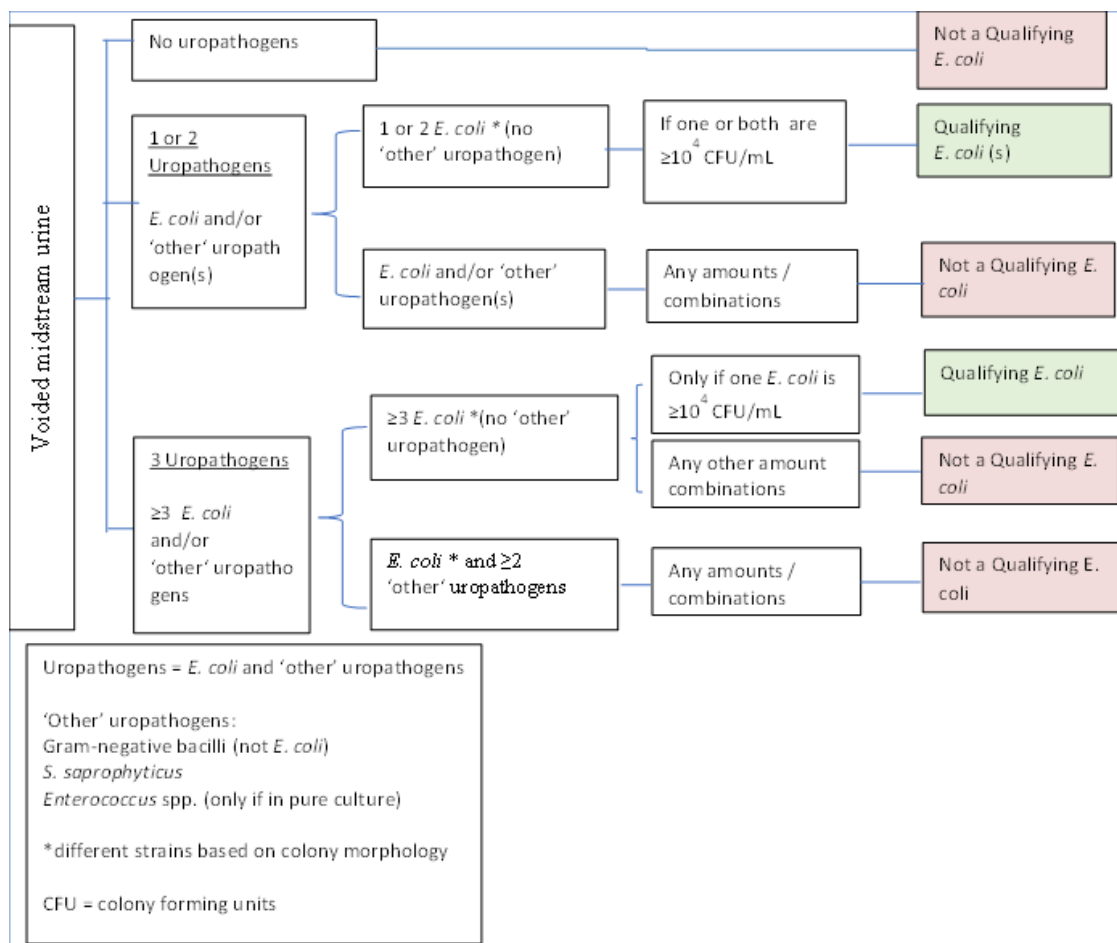 Voided midstream urine
No uropathogens
Not a Qualifying
E. coli
1 or 2
Uropathogens
E. coli and/or
‘other‘ uropath
ogen(s)
1 or 2 E. coli * (no
‘other’ uropathogen)
If one or both are
≥10^4 CFU/mL
Qualifying
E. coli (s)
E. coli and/or ‘other’
uropathogen(s)
Any amounts /
combinations
Not a Qualifying E.
coli
3 Uropathogens
≥3 E. coli
and/or
‘other‘ uropatho
gens
≥3 E. coli *(no ‘other’
uropathogen)
Only if one E. coli is
≥10^4 CFU/mL
Qualifying E. coli
Any other amount
combinations
Not a Qualifying E.
coli
E. coli * and ≥2
‘other’ uropathogens
Any amounts /
combinations
Not a Qualifying E.
coli
Uropathogens = E. coli and ‘other’ uropathogens
‘Other’ uropathogens:
Gram-negative bacilli (not E. coli)
S. saprophyticus
Enterococcus spp. (only if in pure culture)
*different strains based on colony morphology
CFU = colony forming units